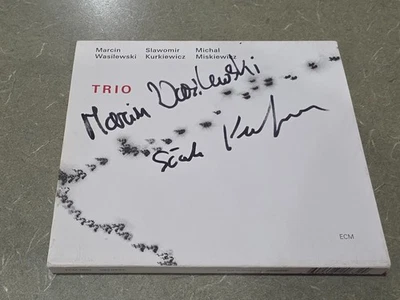 Marcin Slawomir Michal
Wasilewski Kurkiewicz Miskiewicz
TRIO
Marcin Wasilewski
ECM